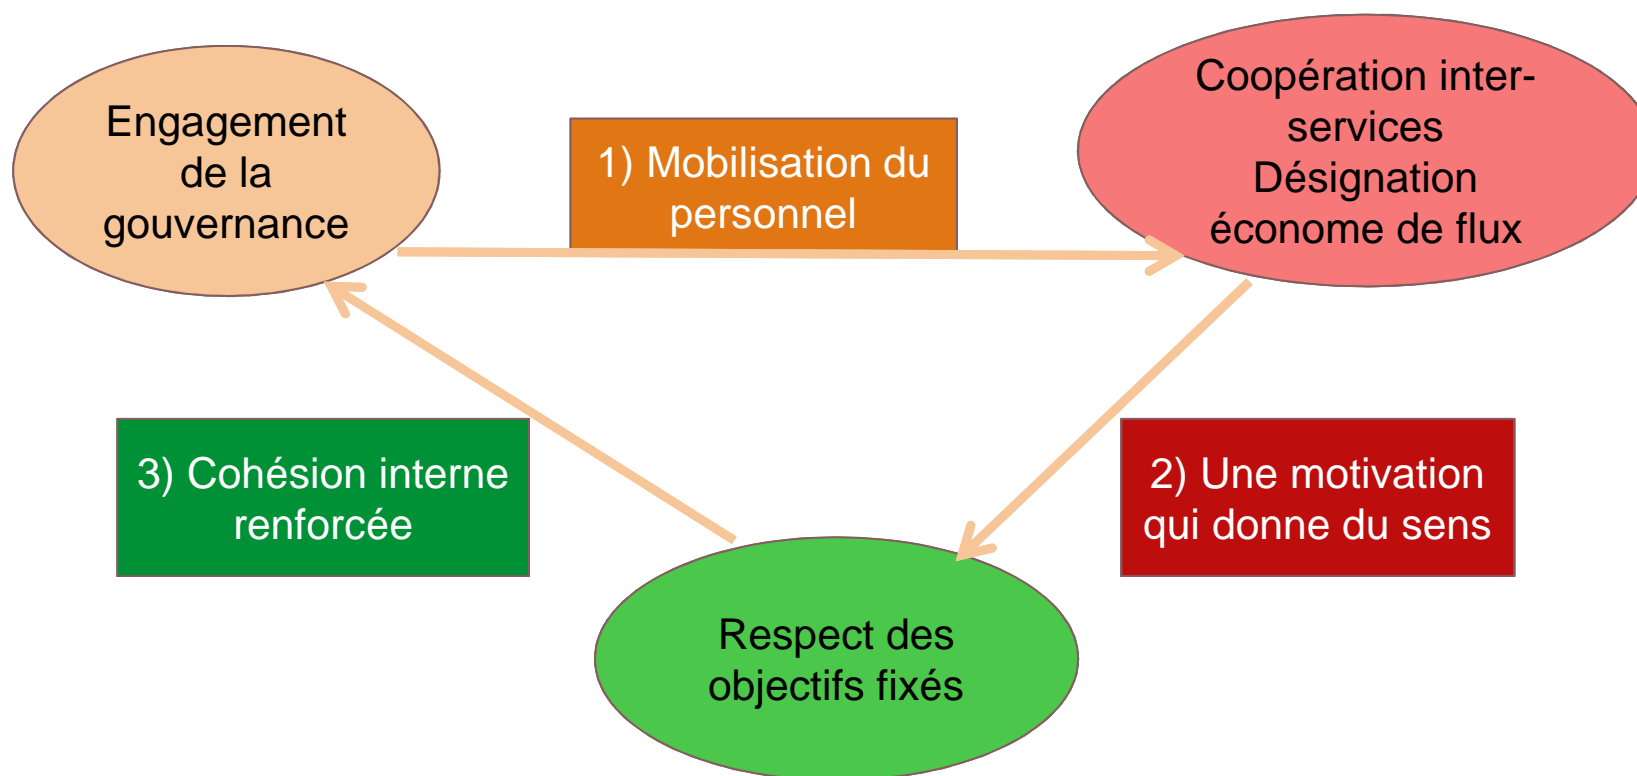 Engagement
de la
gouvernance
1) Mobilisation du
personnel
Coopération inter-
services
Désignation
économe de flux
3) Cohésion interne
renforcée
2) Une motivation
qui donne du sens
Respect des
objectifs fixés